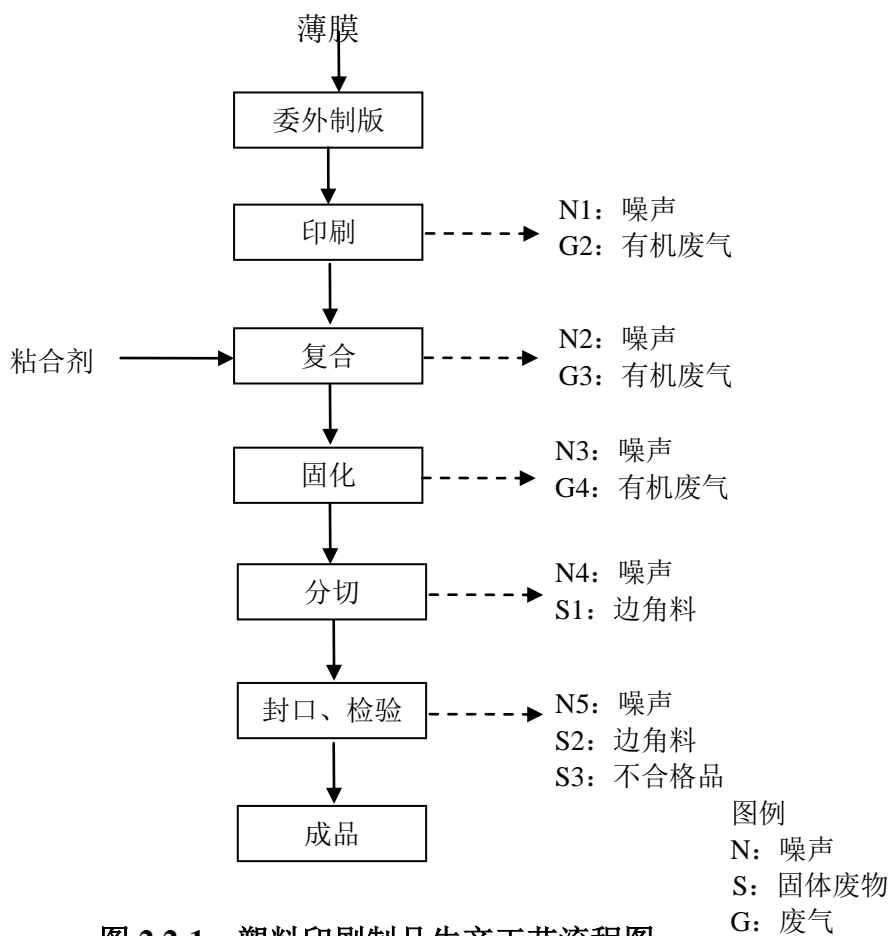 薄膜
委外制版
印刷
N1：噪声
G2：有机废气
粘合剂
复合
N2：噪声
G3：有机废气
固化
N3：噪声
G4：有机废气
分切
N4：噪声
S1：边角料
封口、检验
N5：噪声
S2：边角料
S3：不合格品
成品
图例
N：噪声
S：固体废物
G：废气
图 2.2-1 塑料印刷制品生产工艺流程图